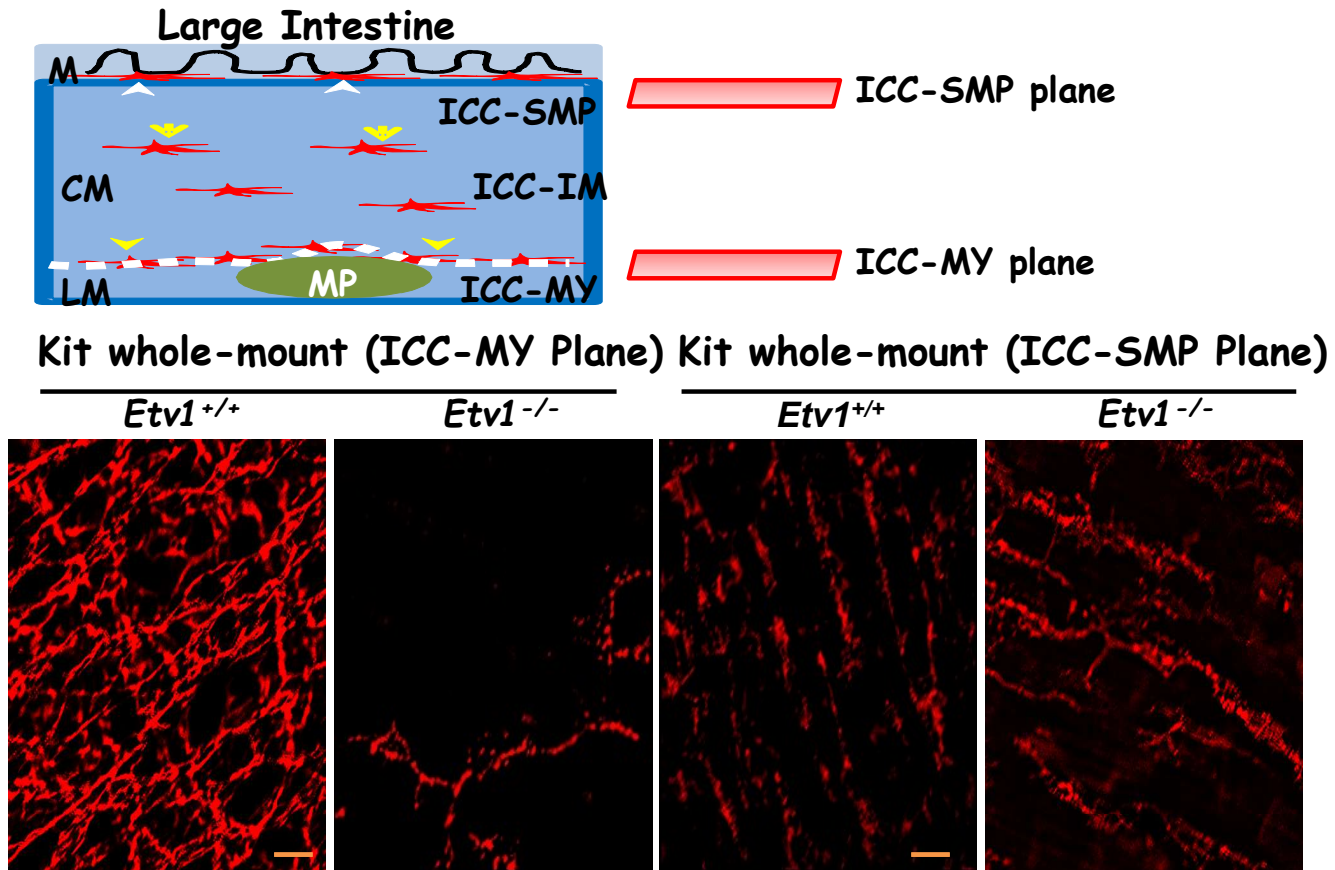 Large Intestine
M
ICC-SMP
CM
ICC-IM
MP
LM
ICC-MY
ICC-SMP plane
ICC-MY plane
Kit whole-mount (ICC-MY Plane)
Etv1 +/+
Etv1 -/-
Kit whole-mount (ICC-SMP Plane)
Etv1+/+
Etv1 -/-